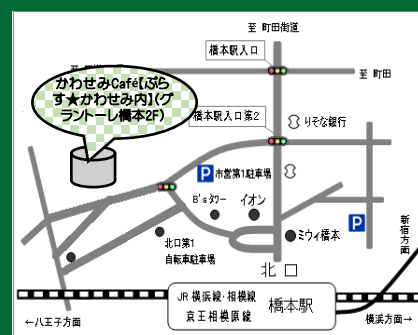 至 町田街道
橋本駅入口
至 町田
かわせみCafé【ぷら
す★かわせみ内】(グ
ラントーレ橋本2F)
橋本駅入口第2
りそな銀行
P 市営第1駐車場
B'sタワー
イオン
P
ミウィ橋本
北口第1
自転車駐車場
北 口
新宿方面
JR 横浜線・相模線
京王相模原線
橋本駅
←八王子方面
横浜方面→